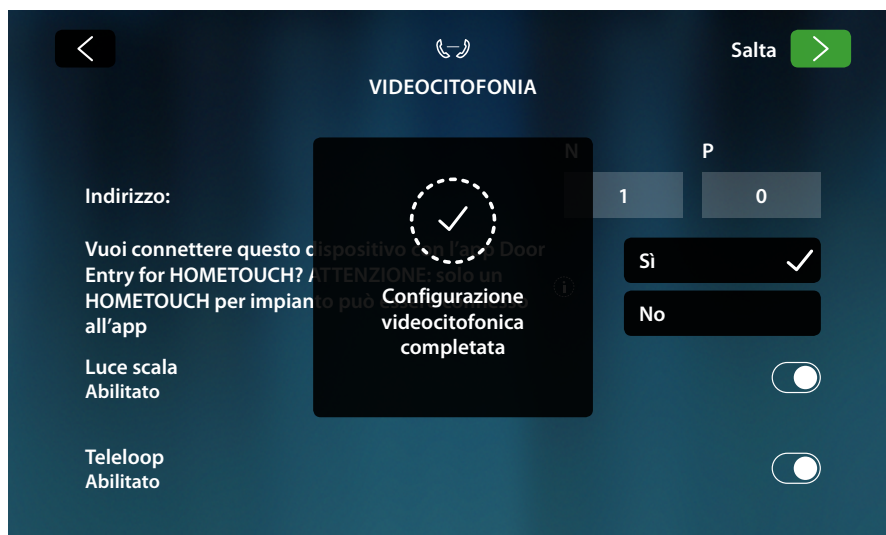 Salta
VIDEOCITOFONIA
N P
Indirizzo:
1 0
Vuoi connettere questo dispositivo con l'app Door
Entry for HOMETOUCH? ATTENZIONE: solo un
HOMETOUCH per impianto può
all'app
Sì
No
Configurazione
videocitofonica
completata
Luce scala
Abilitato
Teleloop
Abilitato